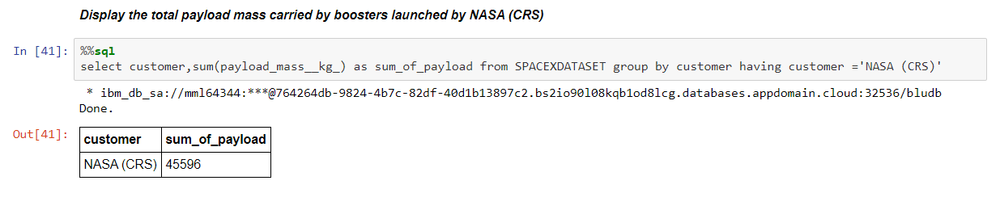 Display the total payload mass carried by boosters launched by NASA (CRS)
In [41]: %%sql
select customer,sum(payload_mass__kg_) as sum_of_payload from SPACEXDATASET group by customer having customer ='NASA (CRS)'
* ibm_db_sa://mml64344:***@764264db-9824-4b7c-82df-40d1b13897c2.bs2io90l08kqb1od8lcg.databases.appdomain.cloud:32536/bludb
Done.
Out[41]: customer sum_of_payload
NASA (CRS) 45596